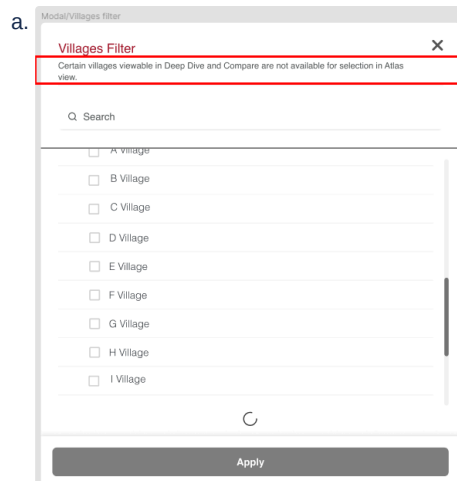 Modal/Villages filter
a.
Villages Filter
Certain villages viewable in Deep Dive and Compare are not available for selection in Atlas
view.
Search
A Village
B Village
C Village
D Village
E Village
F Village
G Village
H Village
I Village
Apply